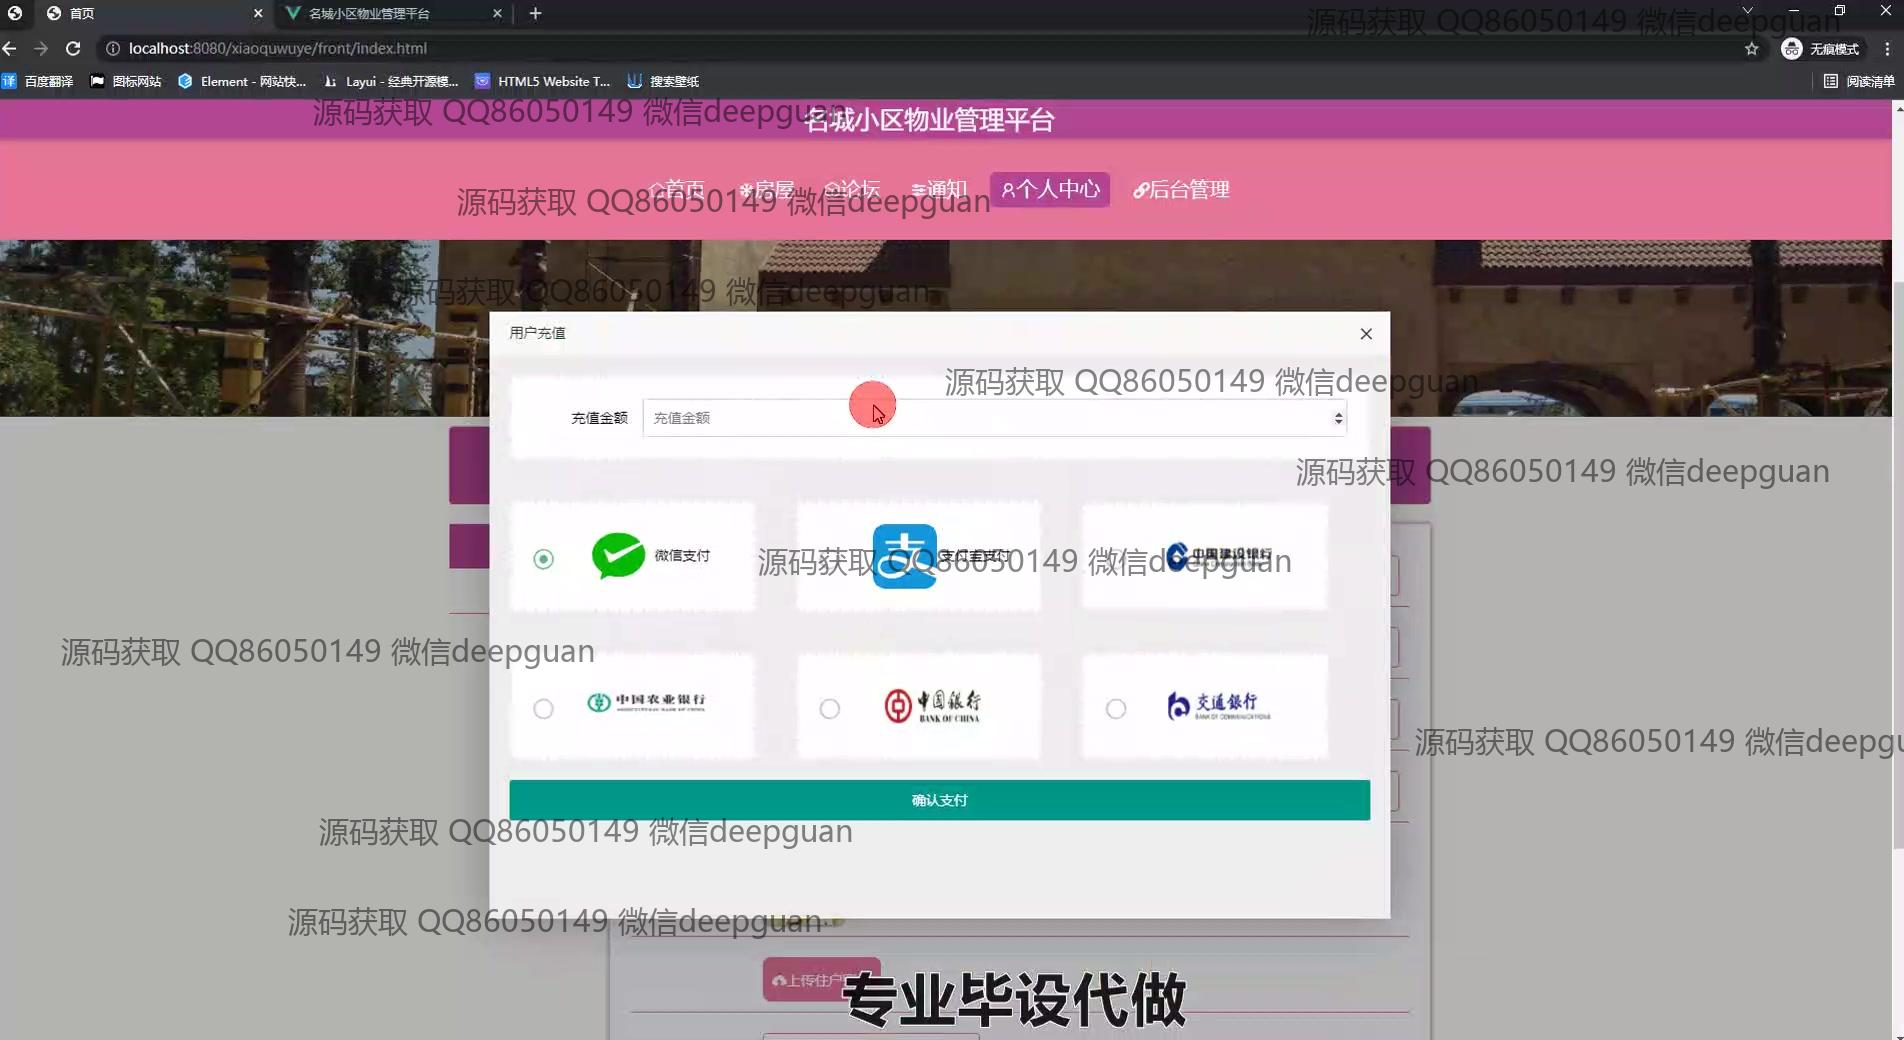 首页
名城小区物业管理平台
源码获取 QQ86050149 微信deepguan
localhost:8080/xiaoquwuye/front/index.html
无痕模式
百度翻译
图标网站
Element - 网站快...
Layui - 经典开源模...
HTML5 Website T...
搜索壁纸
阅读清单
源码获取 QQ86050149 微信deepguan
名城小区物业管理平台
首页
房屋
论坛
通知
个人中心
后台管理
源码获取 QQ86050149 微信deepguan
源码获取 QQ86050149 微信deepguan
用户充值
源码获取 QQ86050149 微信deepguan
充值金额
充值金额
源码获取 QQ86050149 微信deepguan
微信支付
支付宝支付
中国建设银行
China Construction Bank
源码获取 QQ86050149 微信deepguan
源码获取 QQ86050149 微信deepguan
中国农业银行
AGRICULTURAL BANK OF CHINA
中国银行
BANK OF CHINA
交通银行
BANK OF COMMUNICATIONS
源码获取 QQ86050149 微信deepgu
确认支付
源码获取 QQ86050149 微信deepguan
源码获取 QQ86050149 微信deepguan
上传住户
专业毕设代做